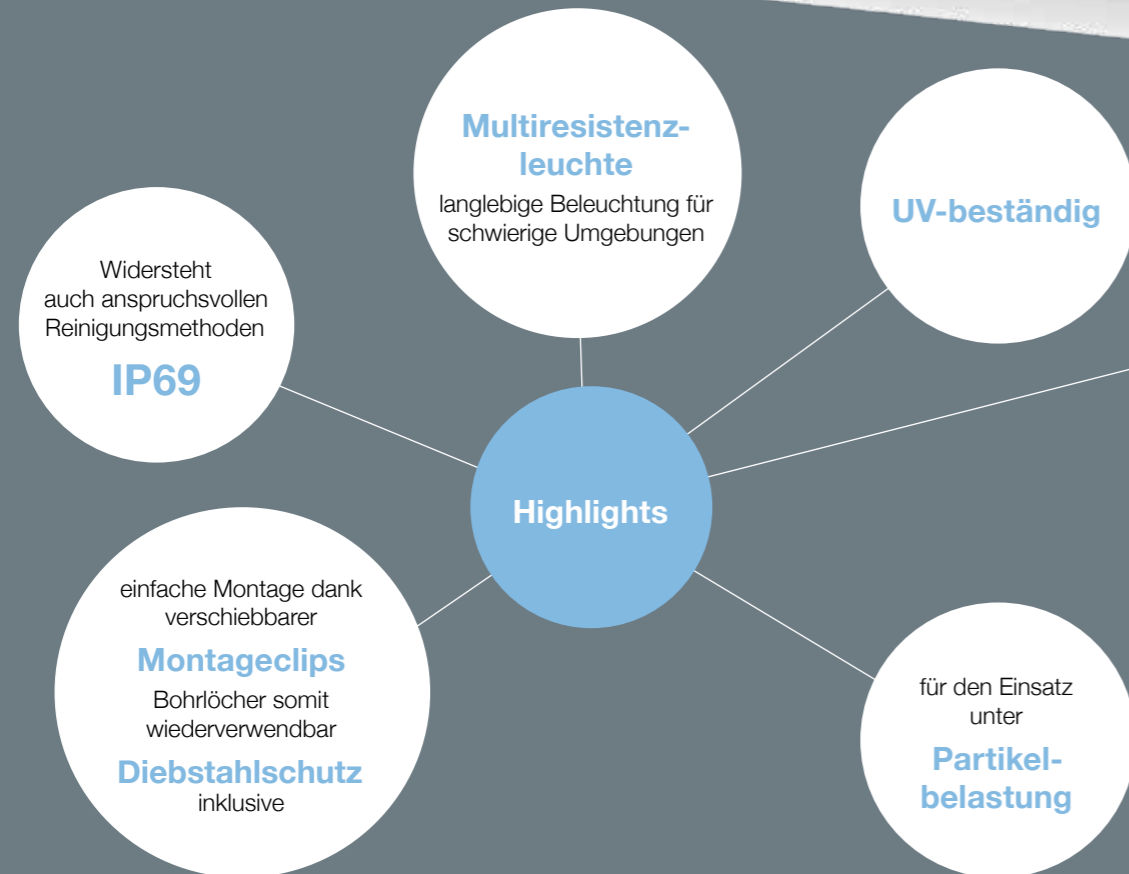 Multiresistenz-
leuchte
langlebige Beleuchtung für
schwierige Umgebungen
UV-beständig
Widersteht
auch anspruchsvollen
Reinigungsmethoden
IP69
Highlights
einfache Montage dank
verschiebbarer
Montageclips
Bohrlöcher somit
wiederverwendbar
Diebstahlschutz
inklusive
für den Einsatz
unter
Partikel-
belastung